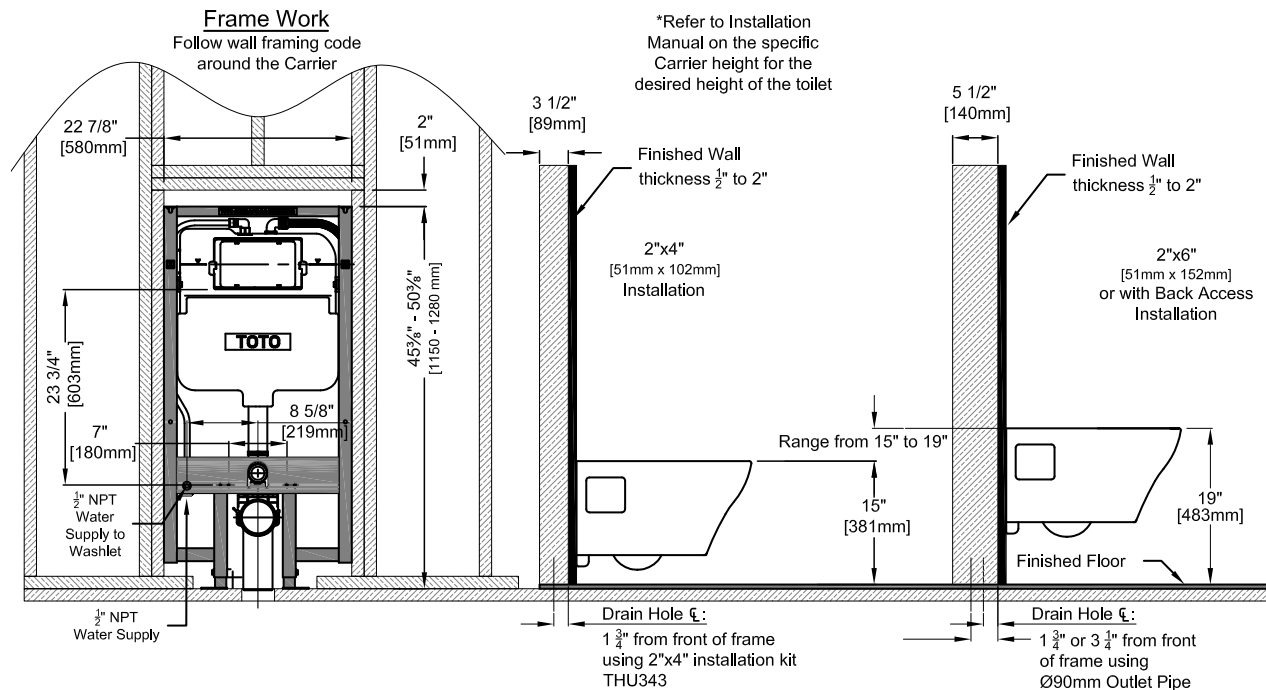 Frame Work
Follow wall framing code
around the Carrier
*Refer to Installation
Manual on the specific
Carrier height for the
desired height of the toilet
22 7/8"
[580mm]
2"
[51mm]
3 1/2"
[89mm]
5 1/2"
[140mm]
Finished Wall
thickness ½" to 2"
Finished Wall
thickness ½" to 2"
2"x4"
[51mm x 102mm]
Installation
2"x6"
[51mm x 152mm]
or with Back Access
Installation
TOTO
45⅜" - 50⅜"
[1150 - 1280 mm]
23 3/4"
[603mm]
8 5/8"
[219mm]
7"
[180mm]
Range from 15" to 19"
½" NPT
Water
Supply to
Washlet
15"
[381mm]
19"
[483mm]
Finished Floor
½" NPT
Water Supply
Drain Hole ℄:
1 ¾" from front of frame
using 2"x4" installation kit
THU343
Drain Hole ℄:
1 ¾" or 3 ¼" from front
of frame using
Ø90mm Outlet Pipe